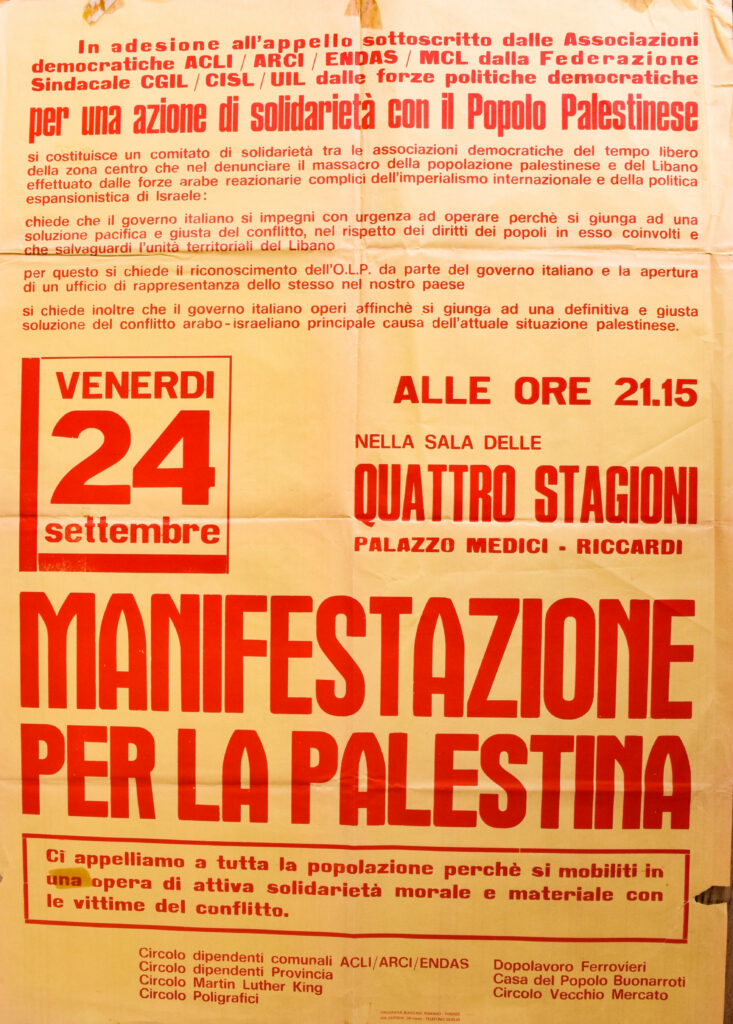 In adesione all'appello sottoscritto dalle Associazioni
democratiche ACLI / ARCI / ENDAS / MCL dalla Federazione
Sindacale CGIL / CISL / UIL dalle forze politiche democratiche
per una azione di solidarietà con il Popolo Palestinese
si costituisce un comitato di solidarietà tra le associazioni democratiche del tempo libero
della zona centro che nel denunciare il massacro della popolazione palestinese e del Libano
effettuato dalle forze arabe reazionarie complici dell'imperialismo internazionale e della politica
espansionistica di Israele:
chiede che il governo italiano si impegni con urgenza ad operare perchè si giunga ad una
soluzione pacifica e giusta del conflitto, nel rispetto dei diritti dei popoli in esso coinvolti e
che salvaguardi l'unità territoriali del Libano
per questo si chiede il riconoscimento dell'O.L.P. da parte del governo italiano e la apertura
di un ufficio di rappresentanza dello stesso nel nostro paese
si chiede inoltre che il governo italiano operi affinchè si giunga ad una definitiva e giusta
soluzione del conflitto arabo-israeliano principale causa dell'attuale situazione palestinese.
VENERDI
24
settembre
ALLE ORE 21.15
NELLA SALA DELLE
QUATTRO STAGIONI
PALAZZO MEDICI - RICCARDI
MANIFESTAZIONE
PER LA PALESTINA
Ci appelliamo a tutta la popolazione perchè si mobiliti in
una opera di attiva solidarietà morale e materiale con
le vittime del conflitto.
Circolo dipendenti comunali ACLI/ARCI/ENDAS
Circolo dipendenti Provincia
Circolo Martin Luther King
Circolo Poligrafici
Dopolavoro Ferrovieri
Casa del Popolo Buonarroti
Circolo Vecchio Mercato